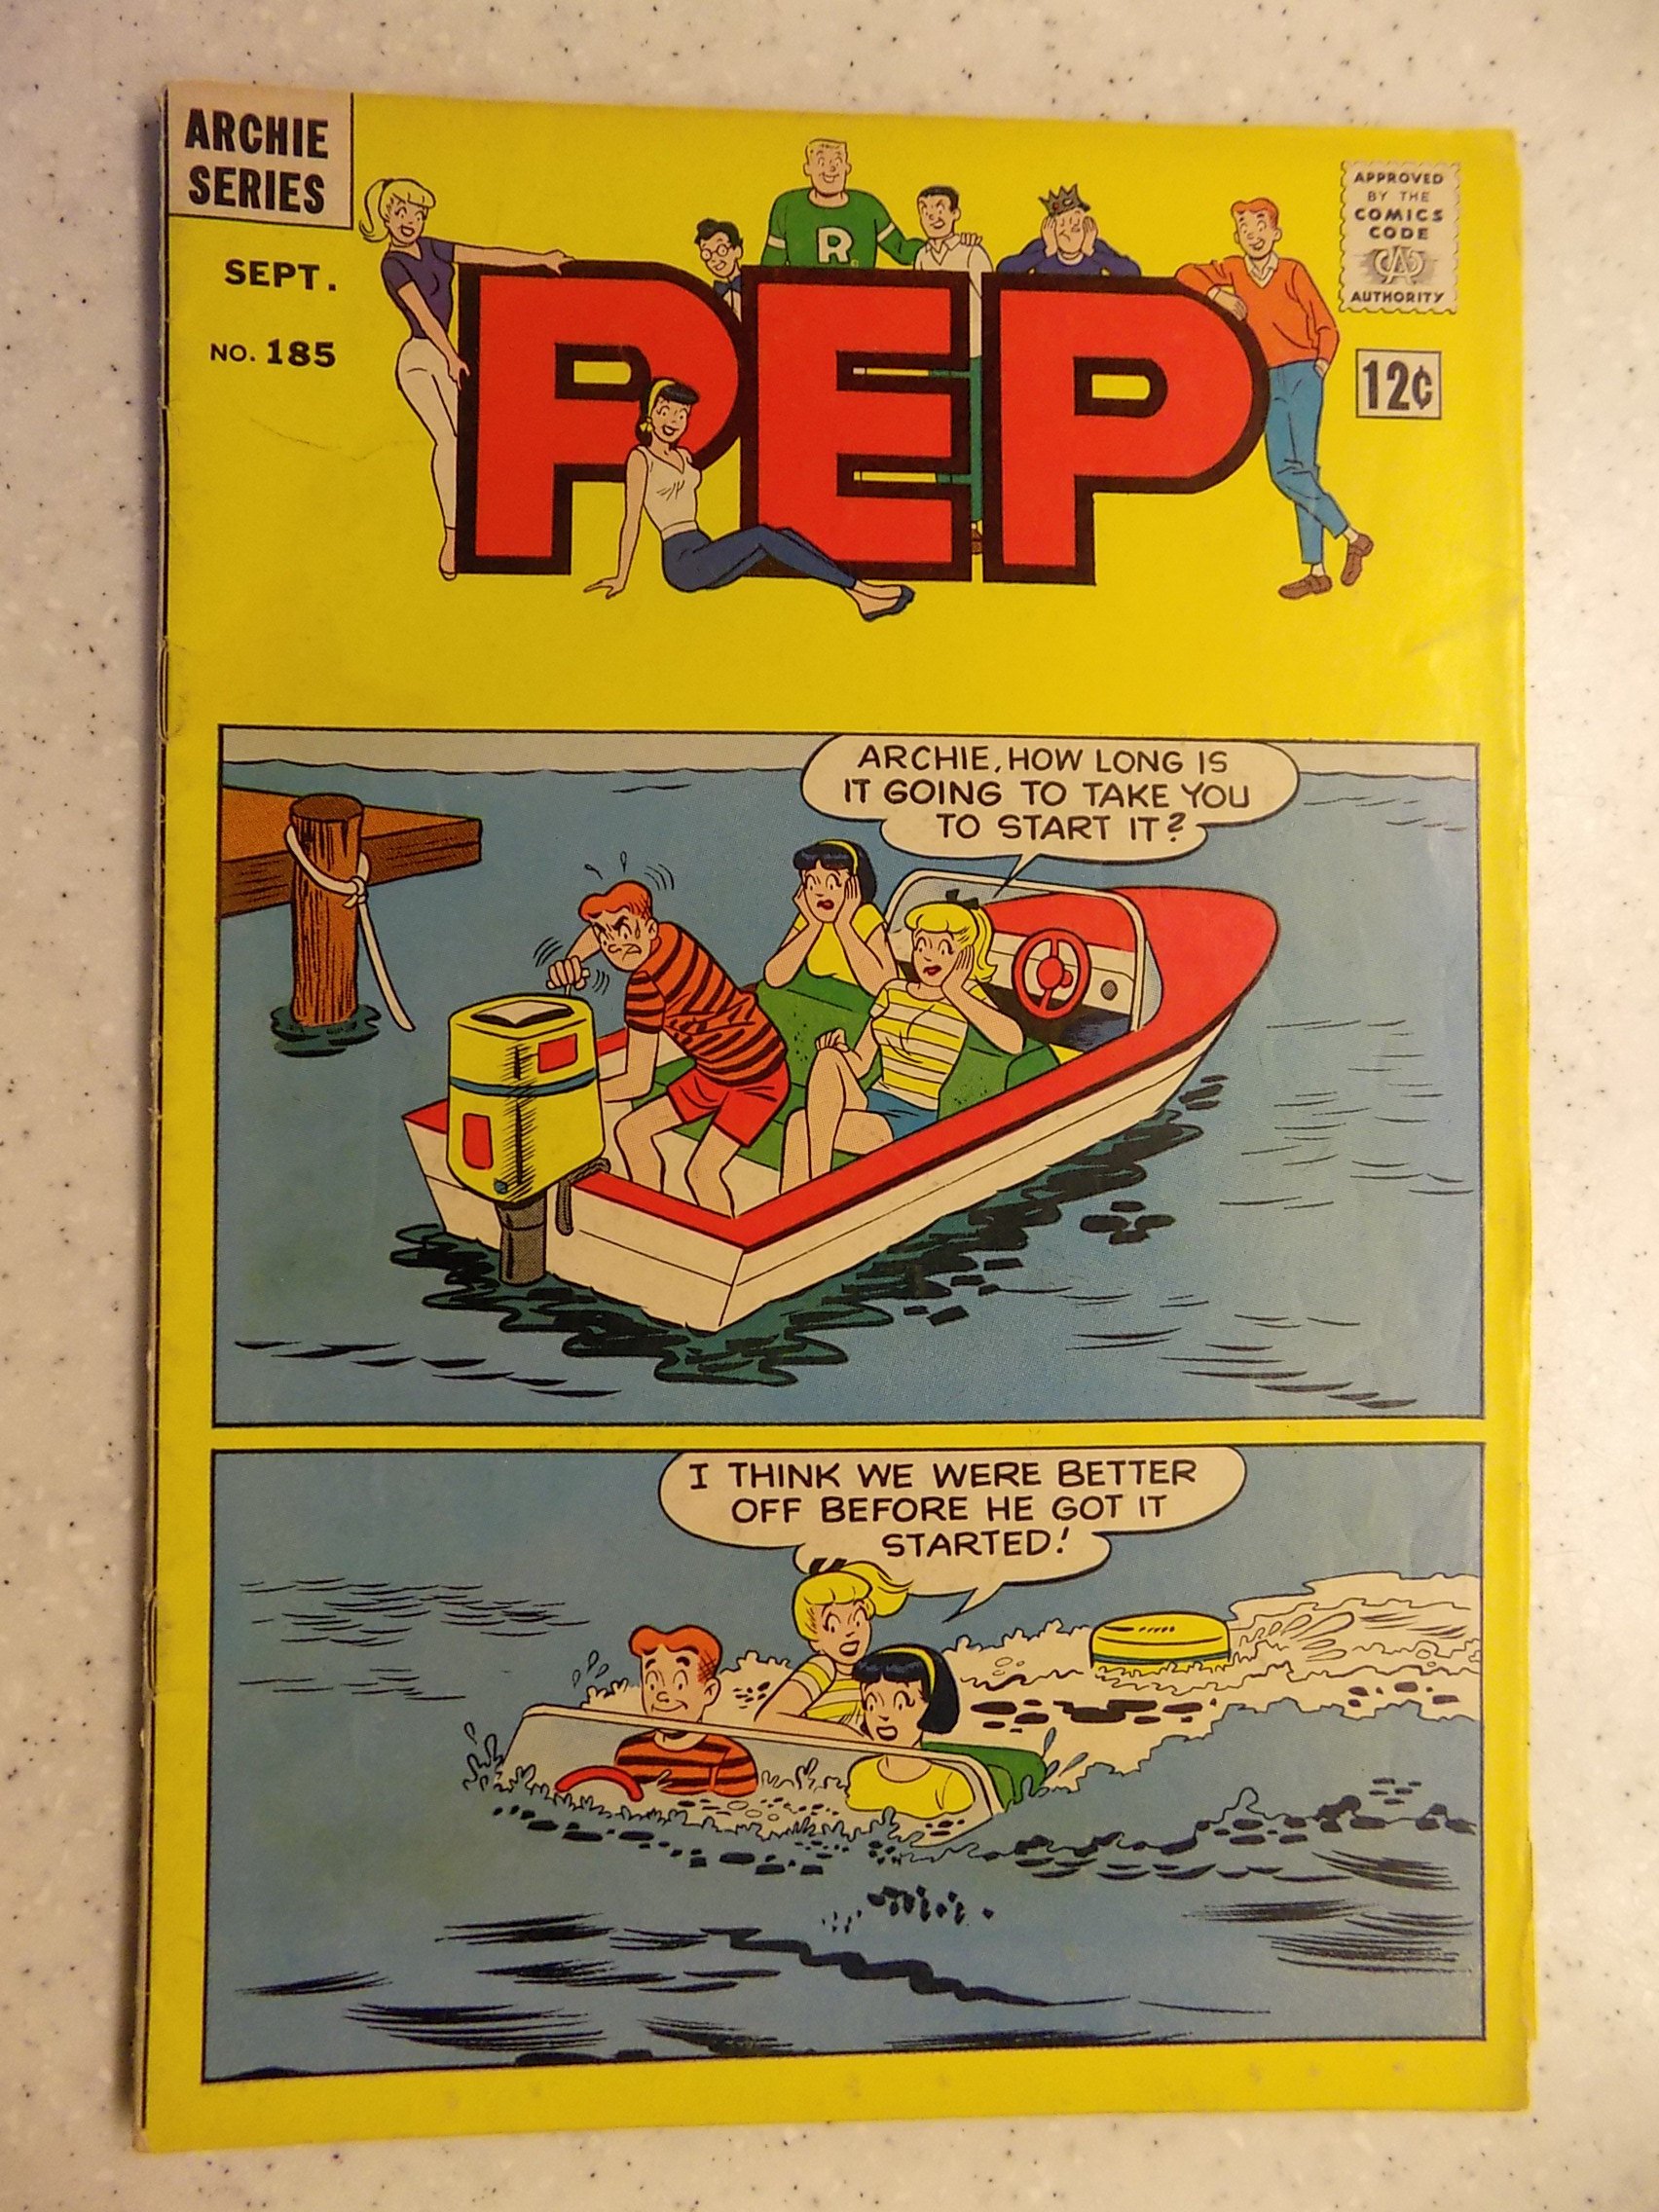 ARCHIE
SERIES
SEPT.
NO. 185
PEP
R
APPROVED
BY THE
COMICS
CODE
CA
AUTHORITY
12¢
ARCHIE, HOW LONG IS
IT GOING TO TAKE YOU
TO START IT?
I THINK WE WERE BETTER
OFF BEFORE HE GOT IT
STARTED!